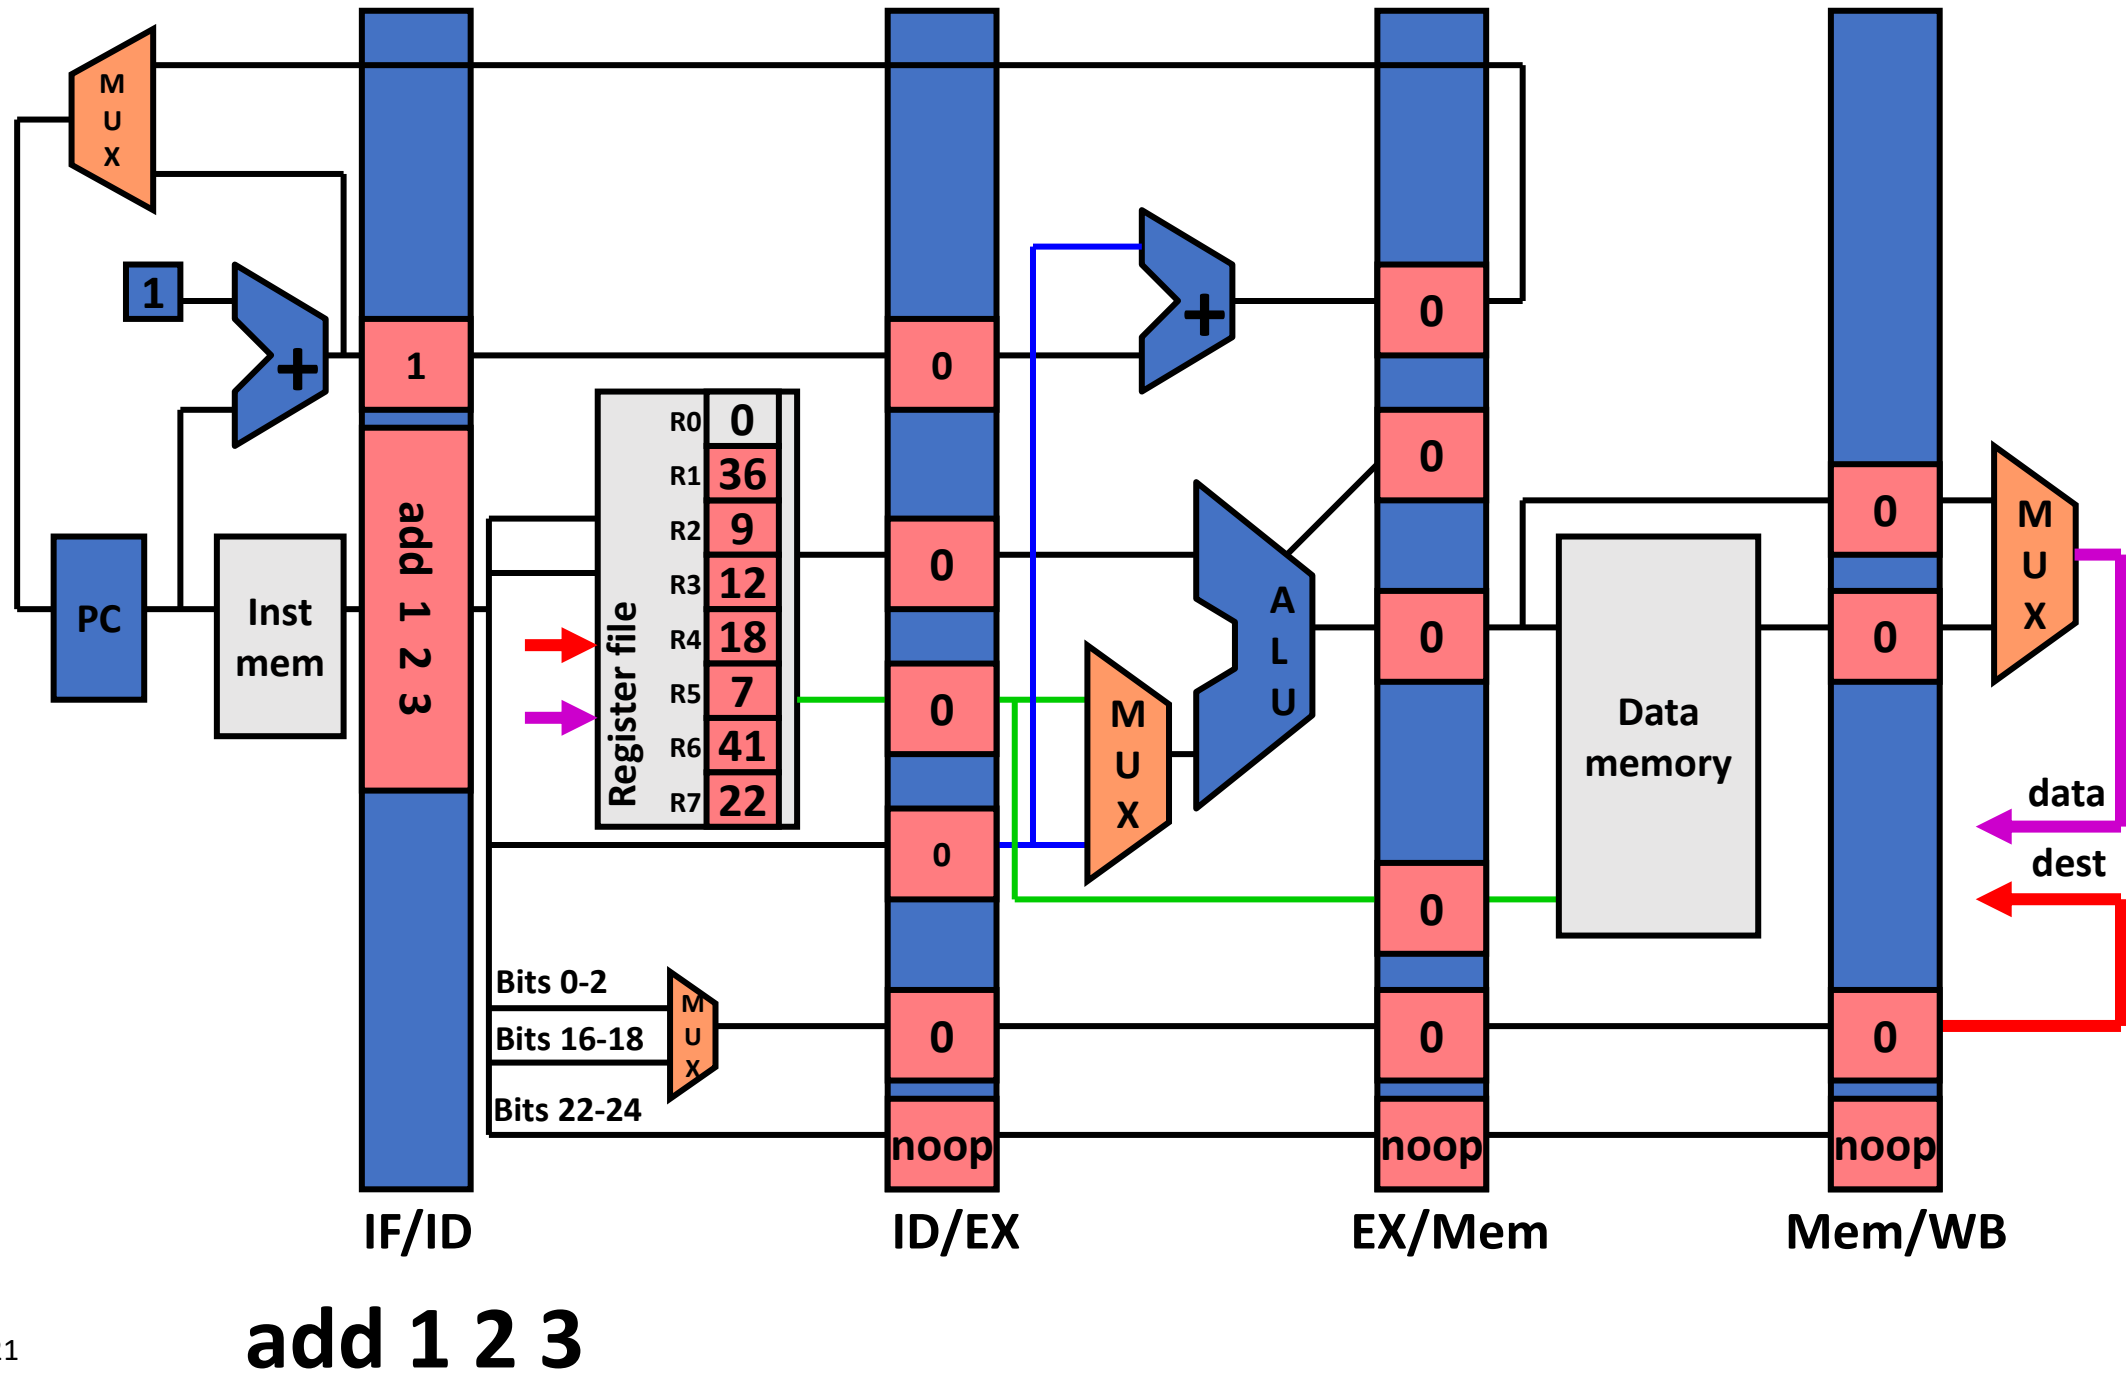 M
U
X
1
+
PC
Inst
mem
1
add 1 2 3
Register file
R0 0
R1 36
R2 9
R3 12
R4 18
R5 7
R6 41
R7 22
Bits 0-2
Bits 16-18
Bits 22-24
M
U
X
0
0
0
0
0
noop
+
M
U
X
A
L
U
0
0
0
0
0
noop
Data
memory
0
0
0
noop
M
U
X
data
dest
IF/ID
ID/EX
EX/Mem
Mem/WB
add 1 2 3